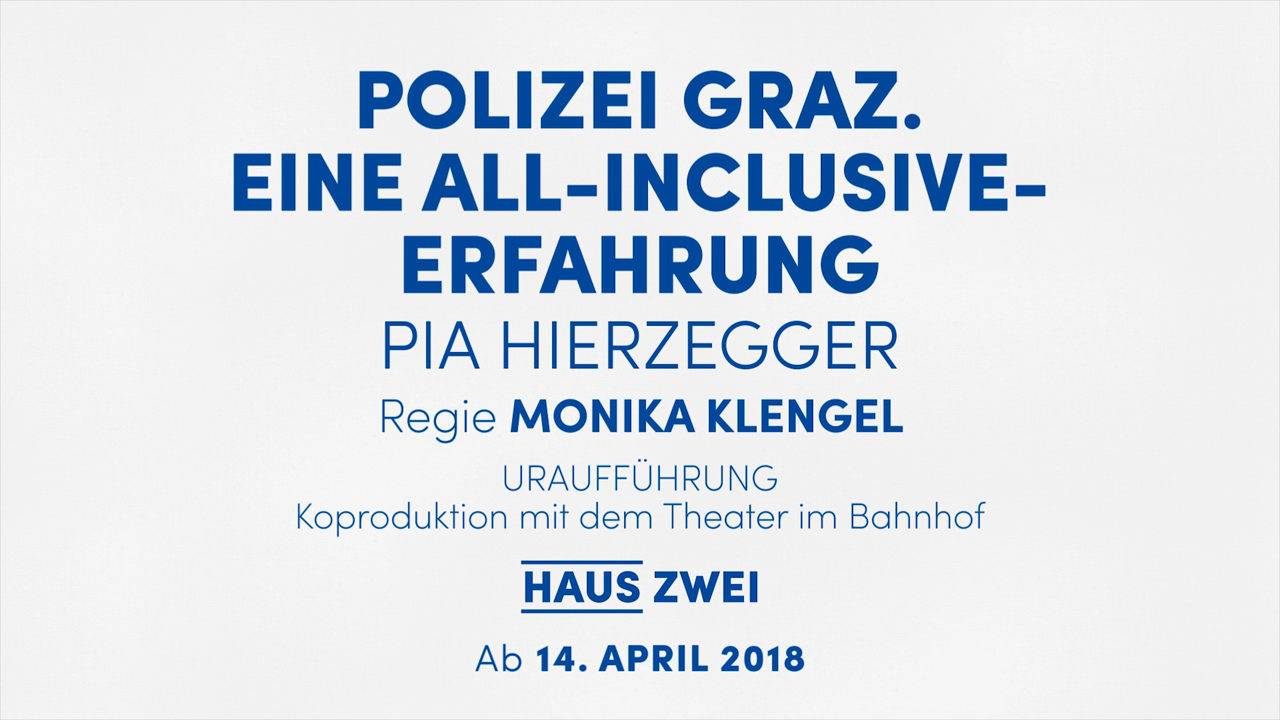 POLIZEI GRAZ.
EINE ALL-INCLUSIVE-
ERFAHRUNG
PIA HIERZEGGER
Regie MONIKA KLENGEL
URAUFFÜHRUNG
Koproduktion mit dem Theater im Bahnhof
HAUS ZWEI
Ab 14. APRIL 2018